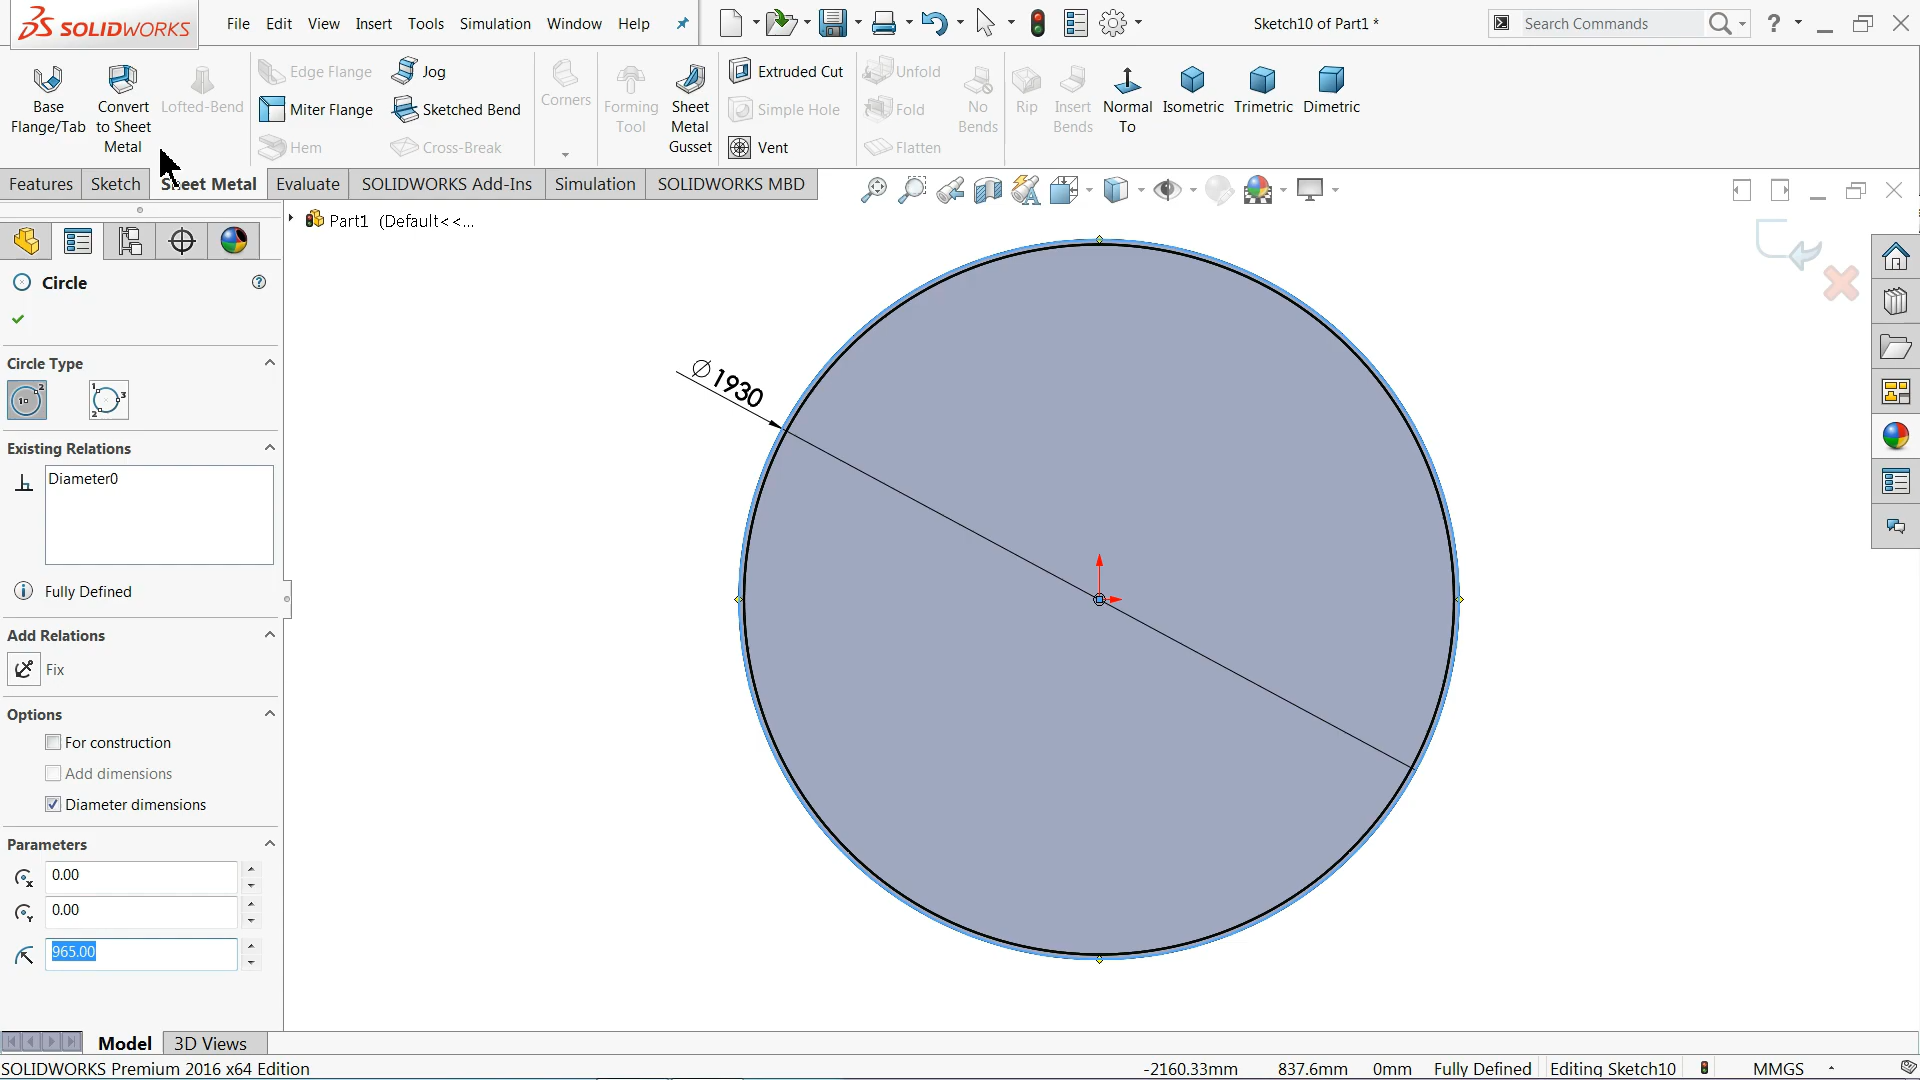 SOLIDWORKS File Edit View Insert Tools Simulation Window Help Sketch10 of Part1 * Search Commands ?
Base Flange/Tab
Convert to Sheet Metal
Lofted-Bend
Edge Flange
Miter Flange
Hem
Jog
Sketched Bend
Cross-Break
Corners
Forming Tool
Sheet Metal Gusset
Extruded Cut
Simple Hole
Vent
Unfold
Fold
Flatten
No Bends
Rip
Insert Bends
Normal To
Isometric
Trimetric
Dimetric
Features Sketch Sheet Metal Evaluate SOLIDWORKS Add-Ins Simulation SOLIDWORKS MBD
Part1 (Default<<...
Circle
Circle Type
Existing Relations
Diameter0
Fully Defined
Add Relations
Fix
Options
For construction
Add dimensions
Diameter dimensions
Parameters
0.00
0.00
965.00
∅1930
Model 3D Views
SOLIDWORKS Premium 2016 x64 Edition -2160.33mm 837.6mm 0mm Fully Defined Editing Sketch10 MMGS